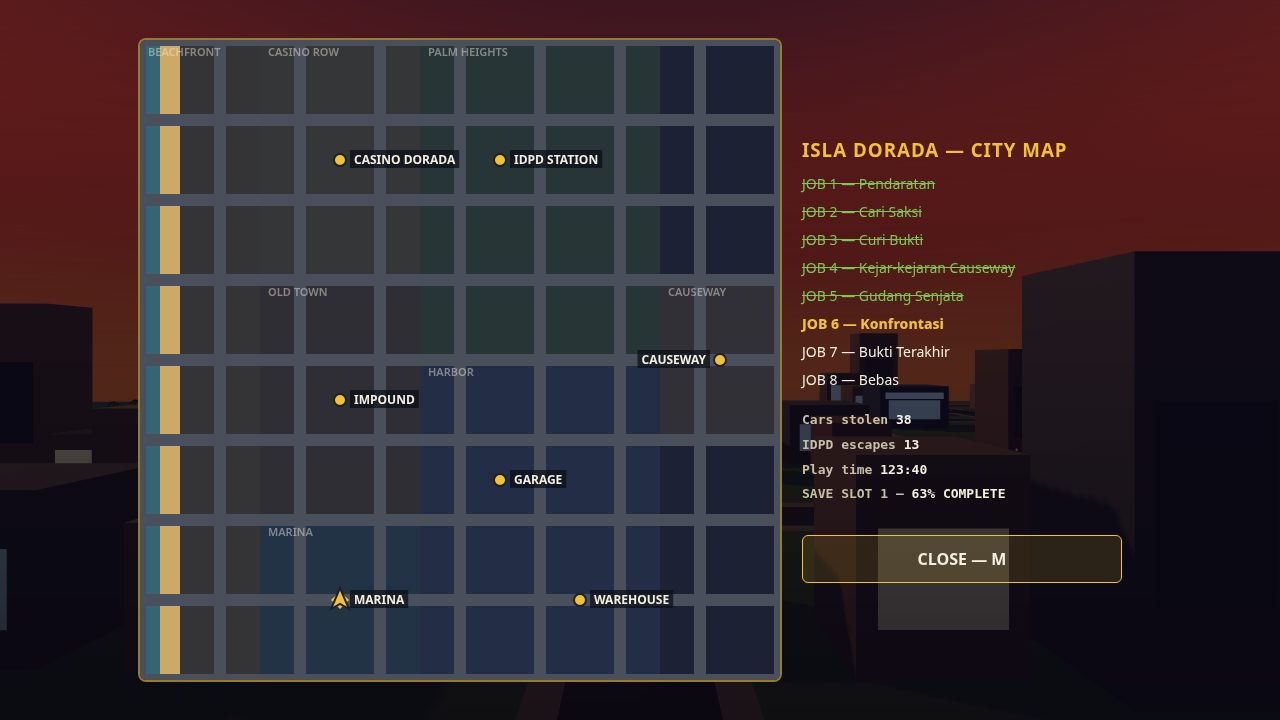 BEACHFRONT
CASINO ROW
PALM HEIGHTS
CASINO DORADA
IDPD STATION
OLD TOWN
CAUSEWAY
CAUSEWAY
HARBOR
IMPOUND
GARAGE
MARINA
MARINA
WAREHOUSE
ISLA DORADA — CITY MAP
JOB 1 — Pendaratan
JOB 2 — Cari Saksi
JOB 3 — Curi Bukti
JOB 4 — Kejar-kejaran Causeway
JOB 5 — Gudang Senjata
JOB 6 — Konfrontasi
JOB 7 — Bukti Terakhir
JOB 8 — Bebas
Cars stolen 38
IDPD escapes 13
Play time 123:40
SAVE SLOT 1 — 63% COMPLETE
CLOSE — M